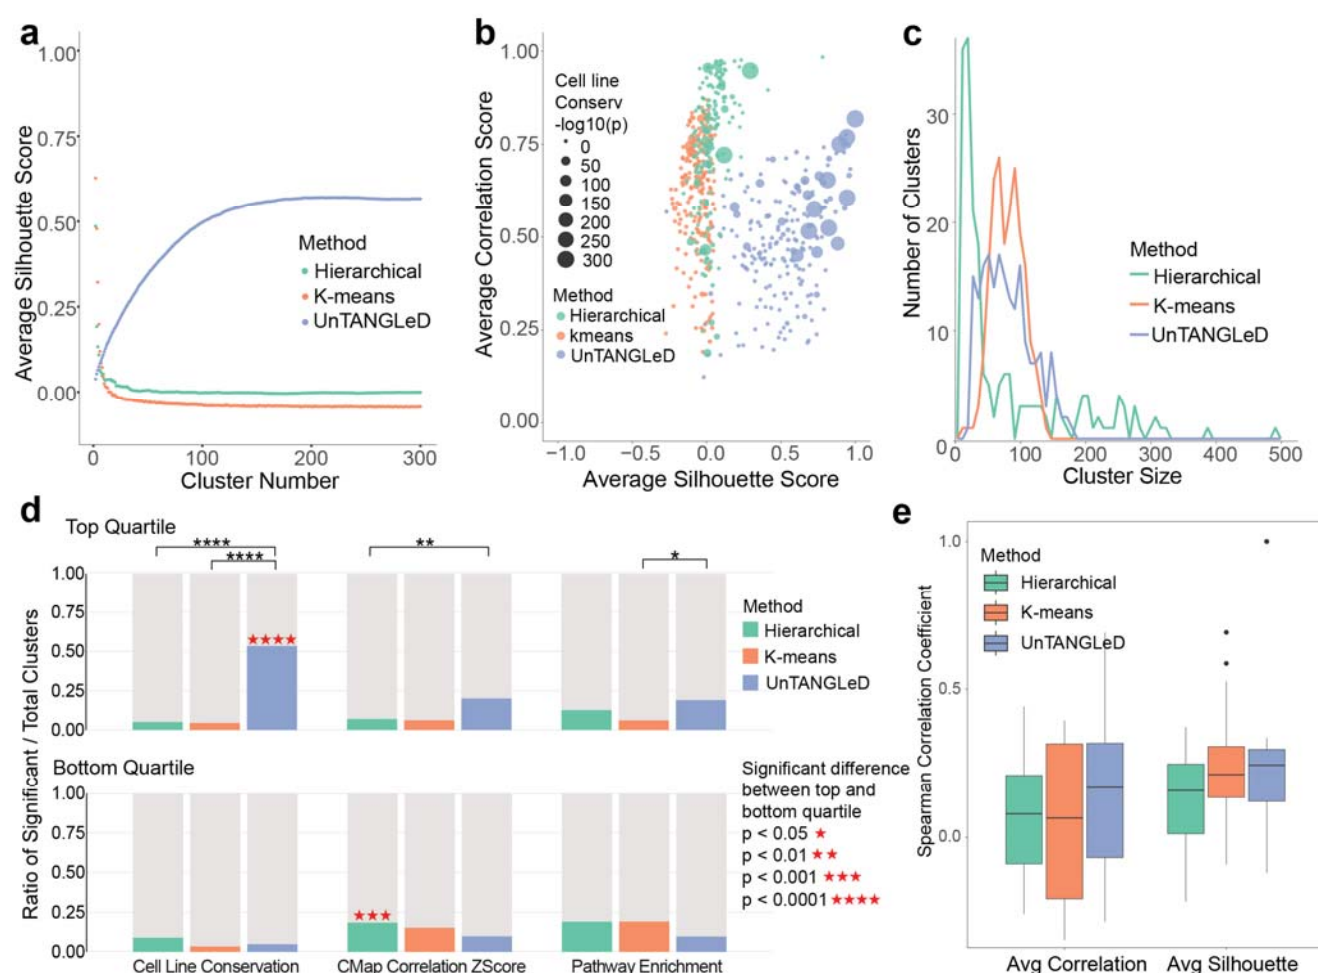 a
1.00
0.75
0.50
0.25
0.00
Average Silhouette Score
Method
Hierarchical
K-means
UnTANGLeD
0
100
200
300
Cluster Number
b
1.00
0.75
0.50
0.25
0.00
Average Correlation Score
Cell line
Conserv
-log10(p)
0
50
100
150
200
250
300
Method
Hierarchical
kmeans
UnTANGLeD
−1.0
−0.5
0.0
0.5
1.0
Average Silhouette Score
c
30
20
10
0
Number of Clusters
Method
Hierarchical
K-means
UnTANGLeD
0
100
200
300
400
500
Cluster Size
d
Top Quartile
****
****
**
*
1.00
0.75
0.50
0.25
0.00
★★★★
Method
Hierarchical
K-means
UnTANGLeD
Ratio of Significant / Total Clusters
Bottom Quartile
1.00
0.75
0.50
0.25
0.00
★★★
Significant difference
between top and
bottom quartile
p < 0.05 ★
p < 0.01 ★★
p < 0.001 ★★★
p < 0.0001 ★★★★
Cell Line Conservation
CMap Correlation ZScore
Pathway Enrichment
e
1.0
0.5
0.0
Spearman Correlation Coefficient
Method
Hierarchical
K-means
UnTANGLeD
Avg Correlation
Avg Silhouette